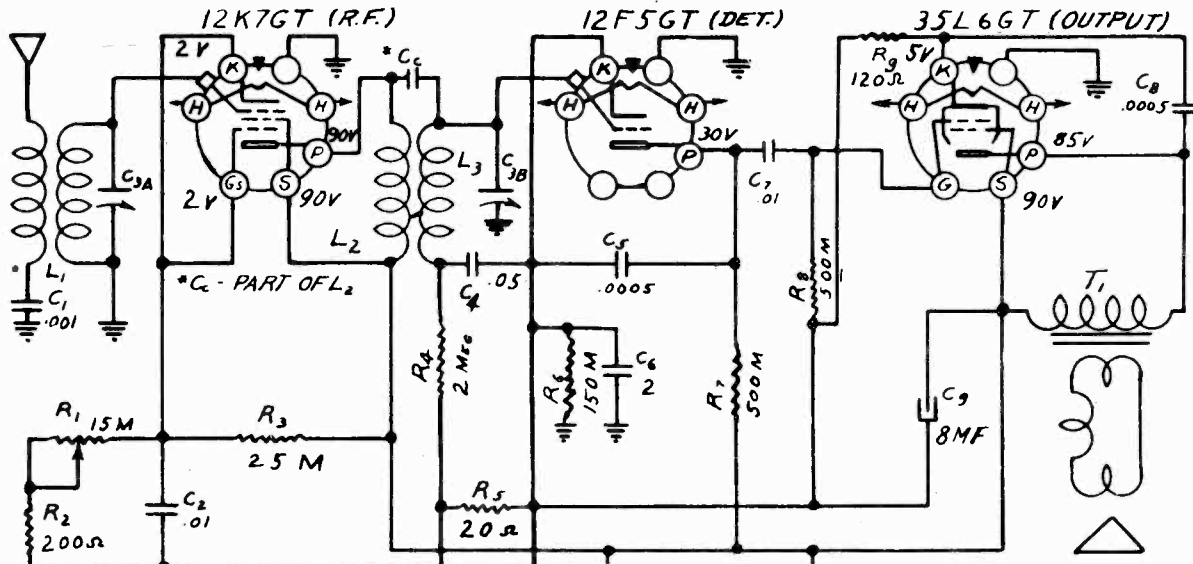 12K7GT (R.F.)
12F5GT (DET.)
35L6GT (OUTPUT)
2V
K
* Cc
K
R9
5V
120Ω
K
C8
.0005
H
H
H
H
H
H
90V
P
30V
P
P
85V
C3A
L3
C3B
C7
.01
Gs
S
2V
90V
G
S
90V
L1
L2
*Cc - PART OF L2
C4
.05
C5
.0005
R8
500M
T1
*
C1
.001
R4
2 MEG
R6
150M
C6
2
R7
500M
C9
8MF
R1
15M
R3
25 M
R2
200Ω
C2
.01
R5
20Ω